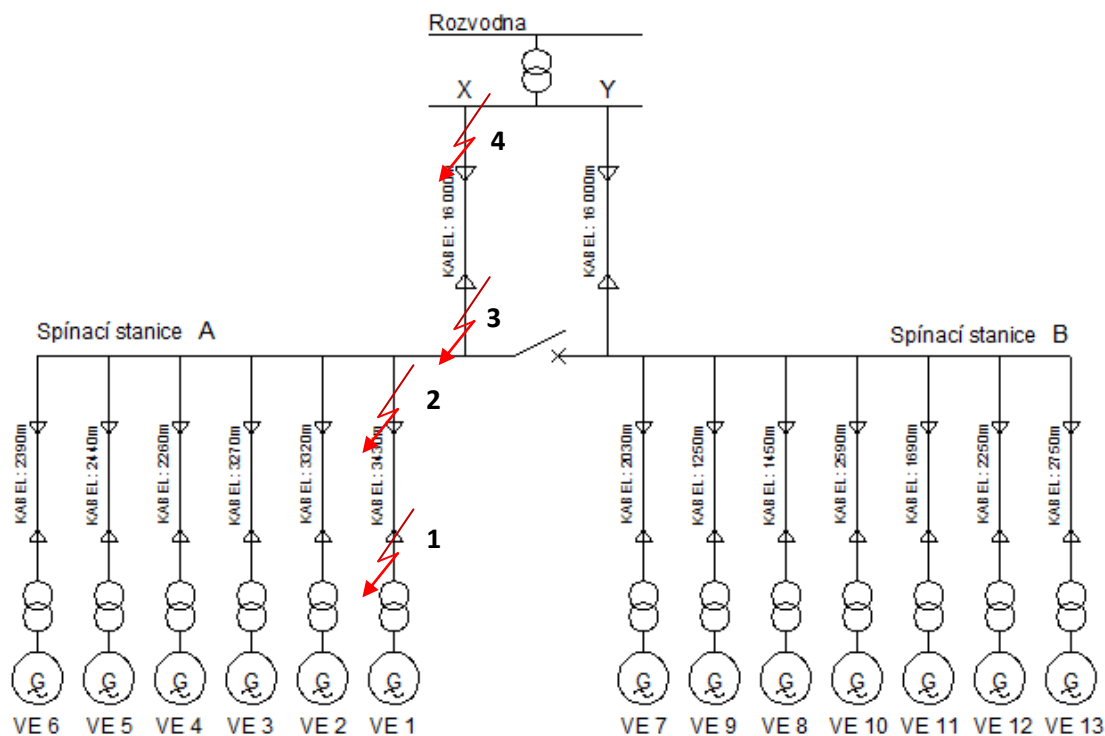 Rozvodna
X
Y
4
KABEL: 16 000m
KABEL: 16 000m
3
Spínací stanice A
Spínací stanice B
2
KABEL: 2390m
KABEL: 2440m
KABEL: 2260m
KABEL: 3270m
KABEL: 3320m
KABEL: 3430m
KABEL: 2030m
KABEL: 1250m
KABEL: 1450m
KABEL: 2590m
KABEL: 1690m
KABEL: 2250m
KABEL: 2750m
1
G G G G G G G G G G G G G
VE 6 VE 5 VE 4 VE 3 VE 2 VE 1 VE 7 VE 9 VE 8 VE 10 VE 11 VE 12 VE 13